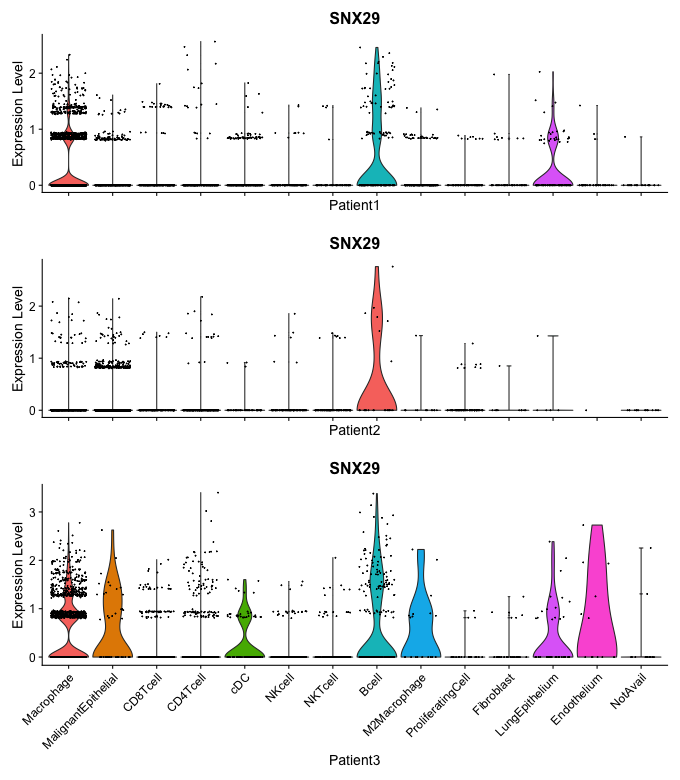 SNX29
Expression Level
2
1
0
Patient1
SNX29
Expression Level
2
1
0
Patient2
SNX29
Expression Level
3
2
1
0
Macrophage
MalignantEpithelial
CD8Tcell
CD4Tcell
cDC
NKcell
NKTcell
Bcell
M2Macrophage
ProliferatingCell
Fibroblast
LungEpithelium
Endothelium
NotAvail
Patient3